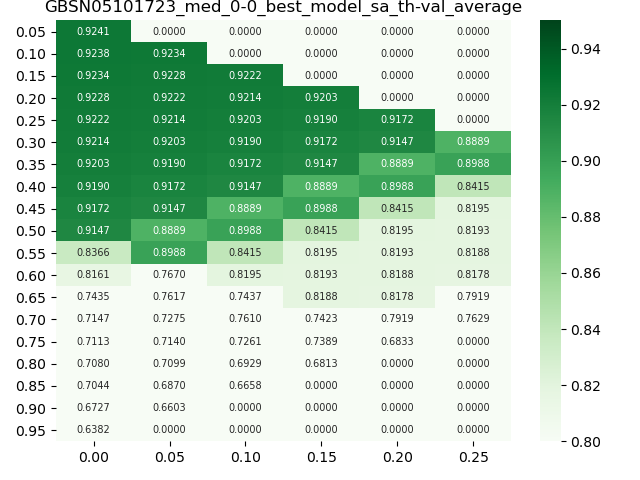 GBSN05101723_med_0-0_best_model_sa_th-val_average
0.05 0.9241 0.0000 0.0000 0.0000 0.0000 0.0000
0.10 0.9238 0.9234 0.0000 0.0000 0.0000 0.0000
0.15 0.9234 0.9228 0.9222 0.0000 0.0000 0.0000
0.20 0.9228 0.9222 0.9214 0.9203 0.0000 0.0000
0.25 0.9222 0.9214 0.9203 0.9190 0.9172 0.0000
0.30 0.9214 0.9203 0.9190 0.9172 0.9147 0.8889
0.35 0.9203 0.9190 0.9172 0.9147 0.8889 0.8988
0.40 0.9190 0.9172 0.9147 0.8889 0.8988 0.8415
0.45 0.9172 0.9147 0.8889 0.8988 0.8415 0.8195
0.50 0.9147 0.8889 0.8988 0.8415 0.8195 0.8193
0.55 0.8366 0.8988 0.8415 0.8195 0.8193 0.8188
0.60 0.8161 0.7670 0.8195 0.8193 0.8188 0.8178
0.65 0.7435 0.7617 0.7437 0.8188 0.8178 0.7919
0.70 0.7147 0.7275 0.7610 0.7423 0.7919 0.7629
0.75 0.7113 0.7140 0.7261 0.7389 0.6833 0.0000
0.80 0.7080 0.7099 0.6929 0.6813 0.0000 0.0000
0.85 0.7044 0.6870 0.6658 0.0000 0.0000 0.0000
0.90 0.6727 0.6603 0.0000 0.0000 0.0000 0.0000
0.95 0.6382 0.0000 0.0000 0.0000 0.0000 0.0000
0.00 0.05 0.10 0.15 0.20 0.25
0.94
0.92
0.90
0.88
0.86
0.84
0.82
0.80